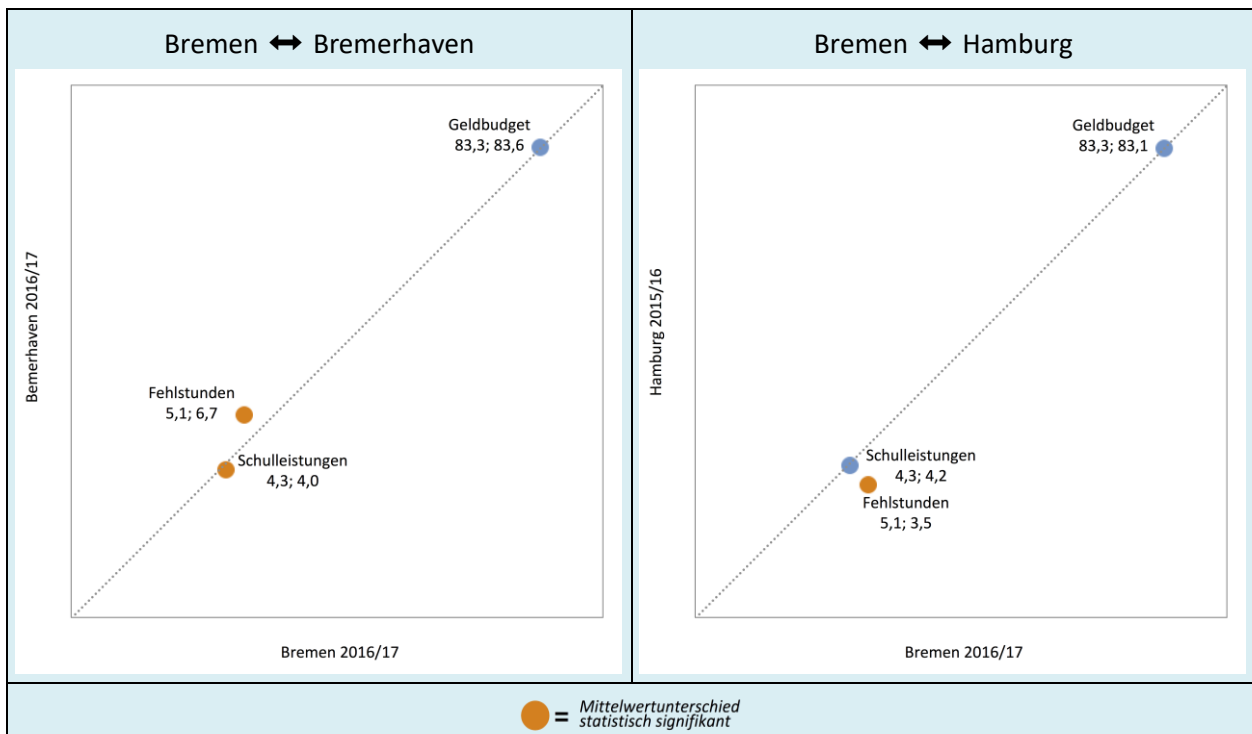 Bremen ↔ Bremerhaven
Geldbudget
83,3; 83,6
Fehlstunden
5,1; 6,7
Schulleistungen
4,3; 4,0
Bemerhaven 2016/17
Bremen 2016/17
Bremen ↔ Hamburg
Geldbudget
83,3; 83,1
Schulleistungen
4,3; 4,2
Fehlstunden
5,1; 3,5
Hamburg 2015/16
Bremen 2016/17
= Mittelwertunterschied
statistisch signifikant